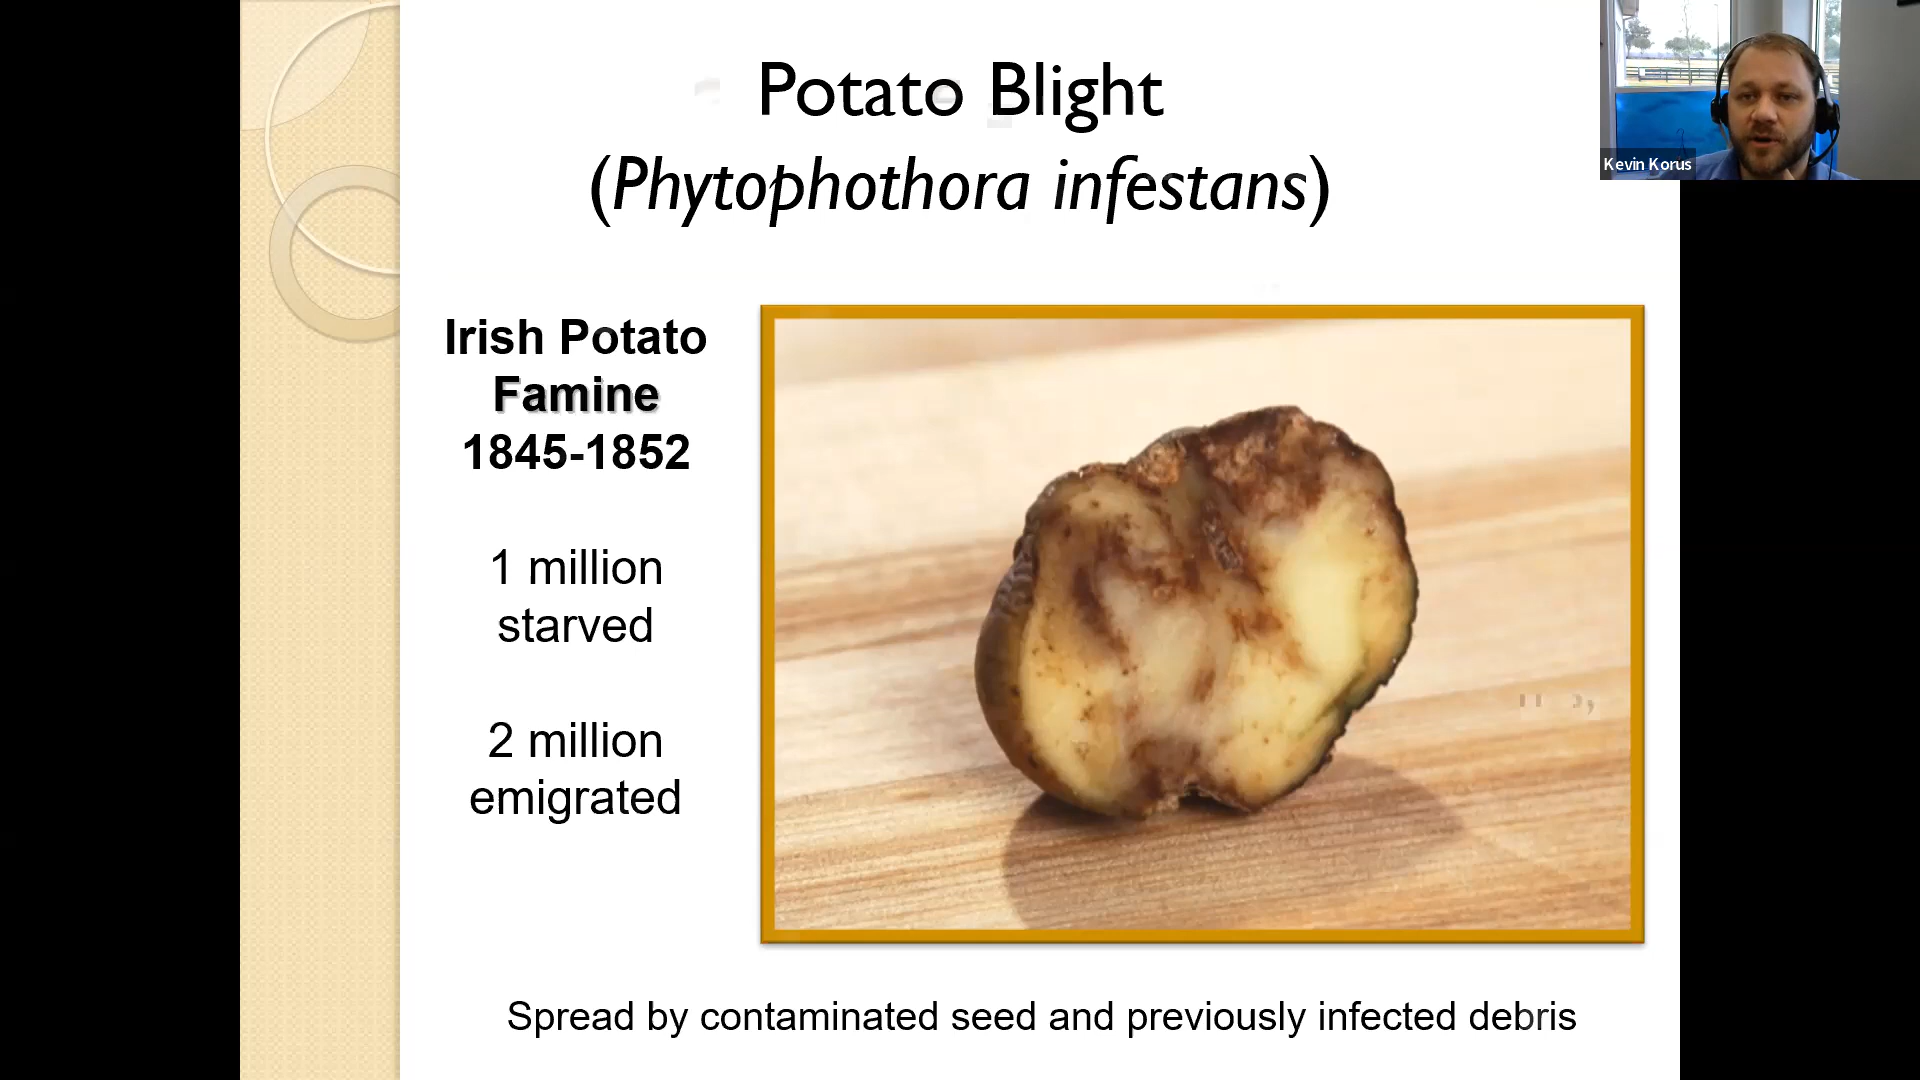 Potato Blight
(Phytophothora infestans)
Kevin Korus
Irish Potato
Famine
1845-1852
1 million
starved
2 million
emigrated
Spread by contaminated seed and previously infected debris